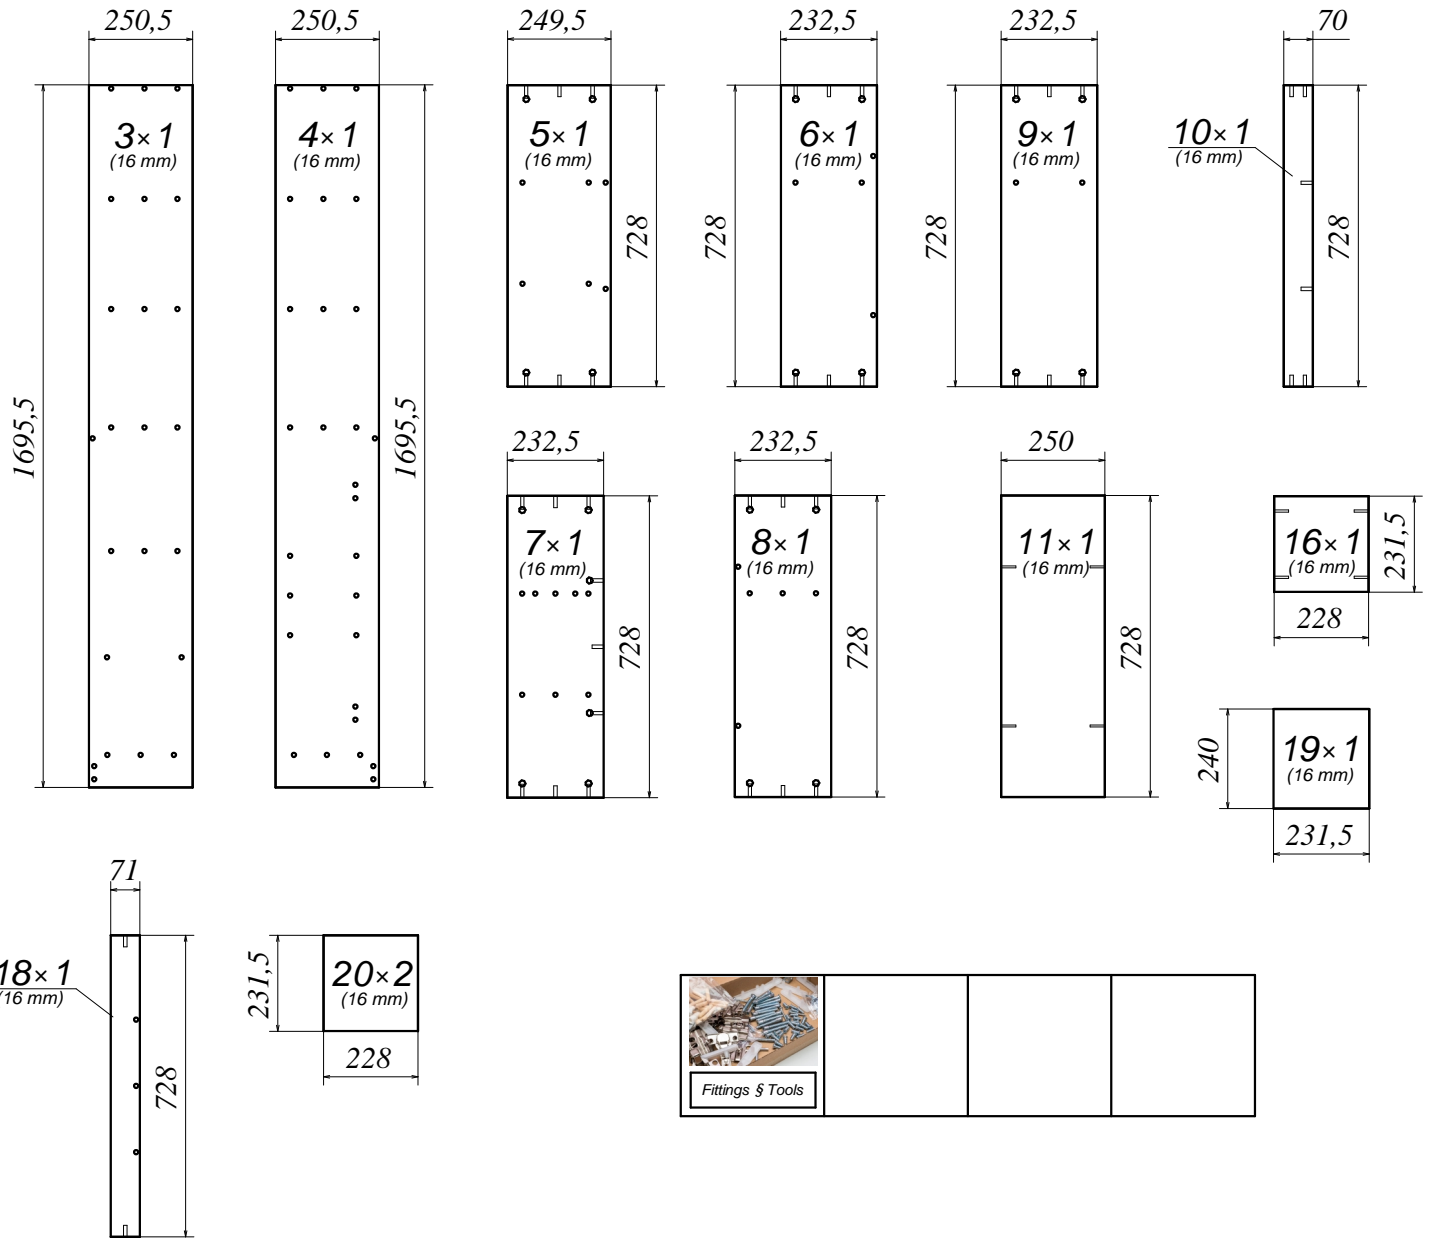 250,5
250,5
249,5
232,5
232,5
70
3× 1
(16 mm)
4× 1
(16 mm)
5× 1
(16 mm)
6× 1
(16 mm)
9× 1
(16 mm)
10× 1
(16 mm)
728
728
728
728
1695,5
1695,5
232,5
232,5
250
7× 1
(16 mm)
8× 1
(16 mm)
11× 1
(16 mm)
16× 1
(16 mm)
231,5
228
728
728
728
240
19× 1
(16 mm)
231,5
71
18× 1
(16 mm)
728
231,5
20×2
(16 mm)
228
Fittings § Tools